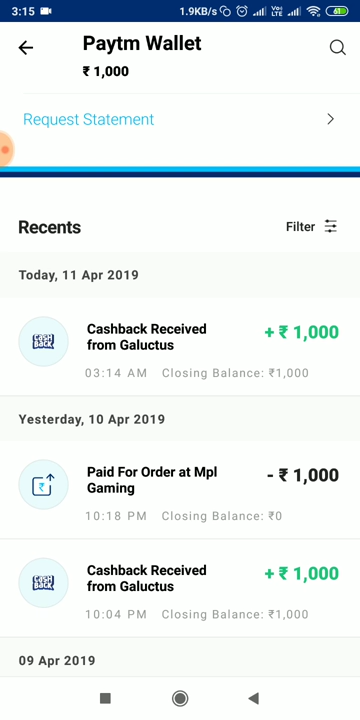 3:15 1.9KB/s Vo) LTE 61
Paytm Wallet
₹ 1,000
Request Statement
Recents
Filter
Today, 11 Apr 2019
CASH BACK
Cashback Received
from Galuctus
+ ₹ 1,000
03:14 AM Closing Balance: ₹1,000
Yesterday, 10 Apr 2019
₹
Paid For Order at Mpl
Gaming
- ₹ 1,000
10:18 PM Closing Balance: ₹0
CASH BACK
Cashback Received
from Galuctus
+ ₹ 1,000
10:04 PM Closing Balance: ₹1,000
09 Apr 2019